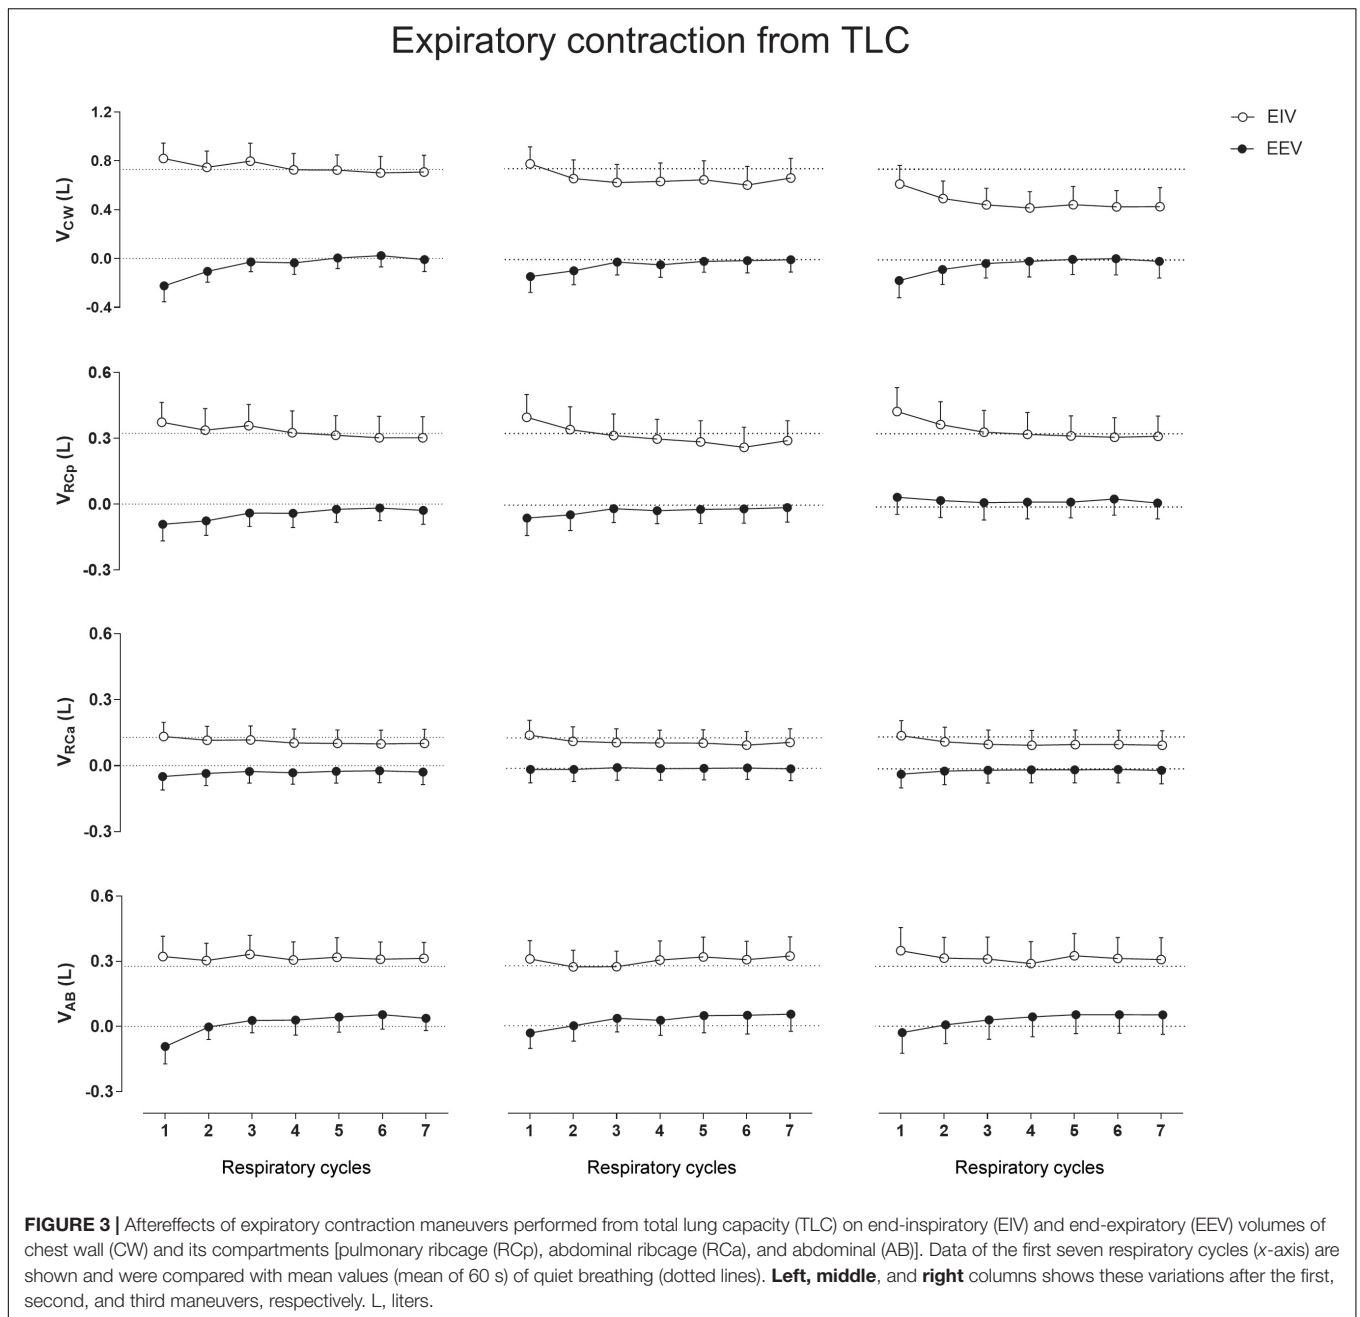 Expiratory contraction from TLC
EIV
EEV
V_CW (L)
1.2
0.8
0.4
0.0
-0.4
V_RCp (L)
0.6
0.3
0.0
-0.3
V_RCa (L)
0.6
0.3
0.0
-0.3
V_AB (L)
0.6
0.3
0.0
-0.3
1 2 3 4 5 6 7
1 2 3 4 5 6 7
1 2 3 4 5 6 7
Respiratory cycles
Respiratory cycles
Respiratory cycles
FIGURE 3 | Aftereffects of expiratory contraction maneuvers performed from total lung capacity (TLC) on end-inspiratory (EIV) and end-expiratory (EEV) volumes of
chest wall (CW) and its compartments [pulmonary ribcage (RCp), abdominal ribcage (RCa), and abdominal (AB)]. Data of the first seven respiratory cycles (x-axis) are
shown and were compared with mean values (mean of 60 s) of quiet breathing (dotted lines). Left, middle, and right columns shows these variations after the first,
second, and third maneuvers, respectively. L, liters.